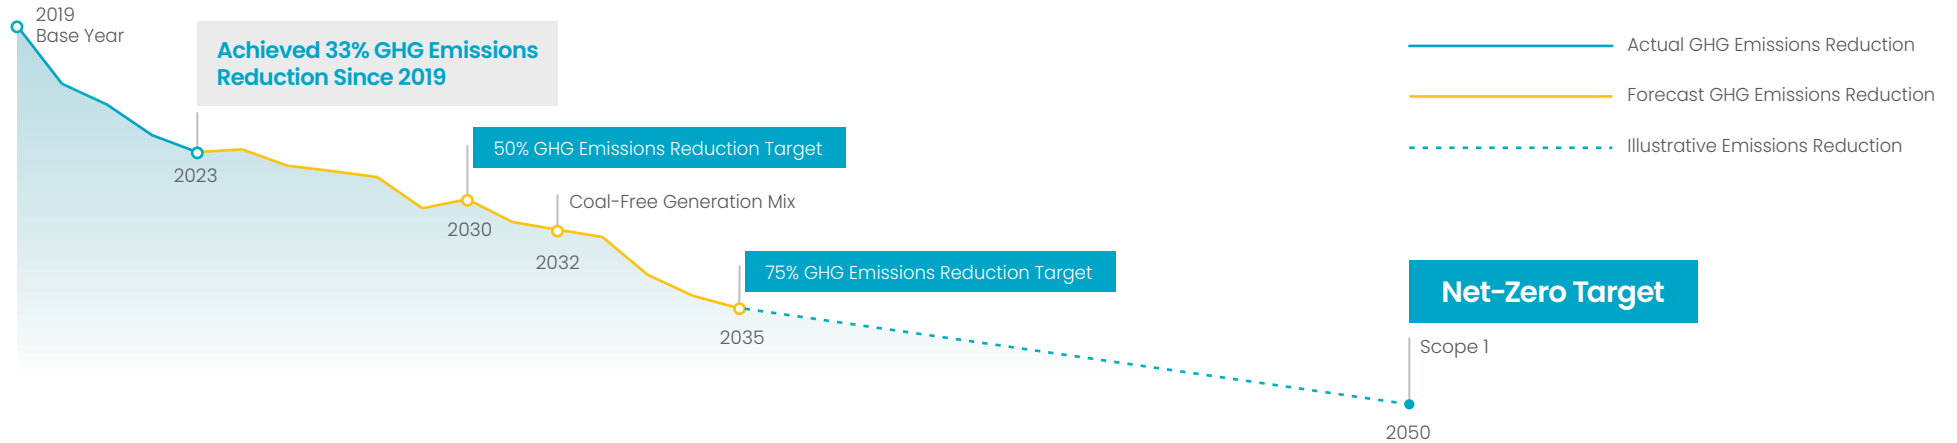 2019
Base Year
Achieved 33% GHG Emissions
Reduction Since 2019
2023
50% GHG Emissions Reduction Target
2030
Coal-Free Generation Mix
2032
75% GHG Emissions Reduction Target
2035
Actual GHG Emissions Reduction
Forecast GHG Emissions Reduction
Illustrative Emissions Reduction
Net-Zero Target
Scope 1
2050